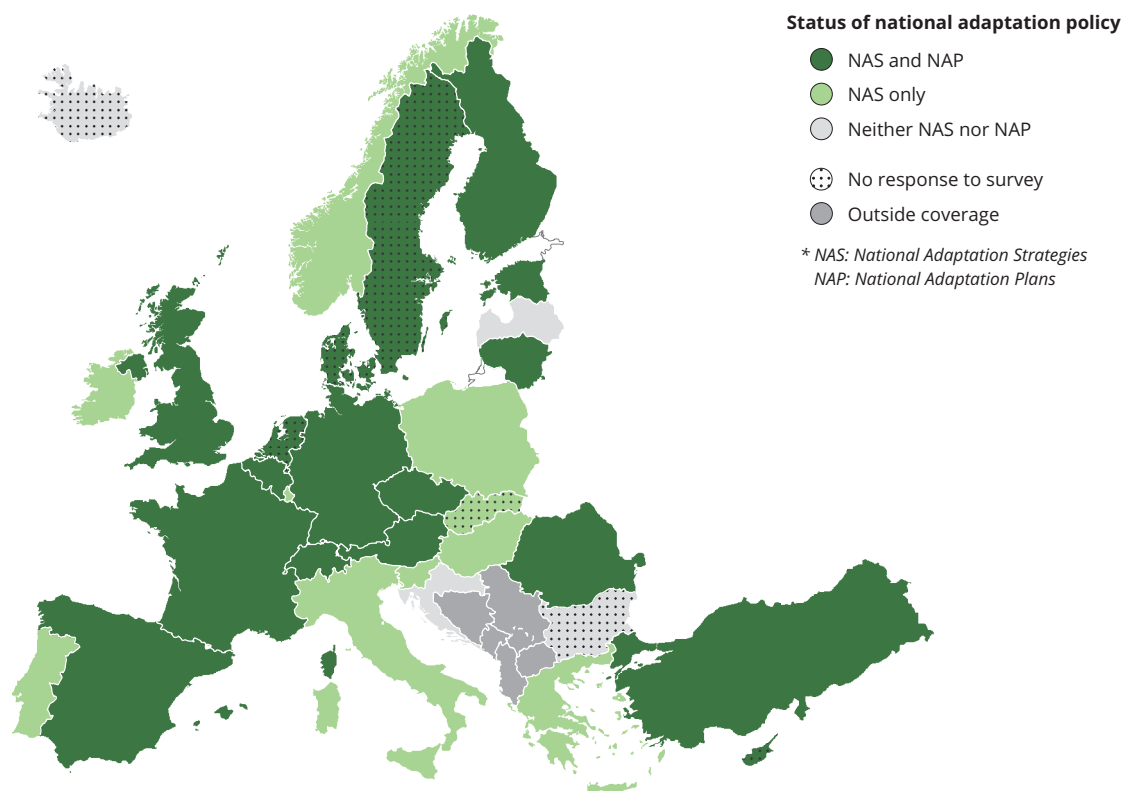 Status of national adaptation policy
NAS and NAP
NAS only
Neither NAS nor NAP
No response to survey
Outside coverage
* NAS: National Adaptation Strategies
NAP: National Adaptation Plans